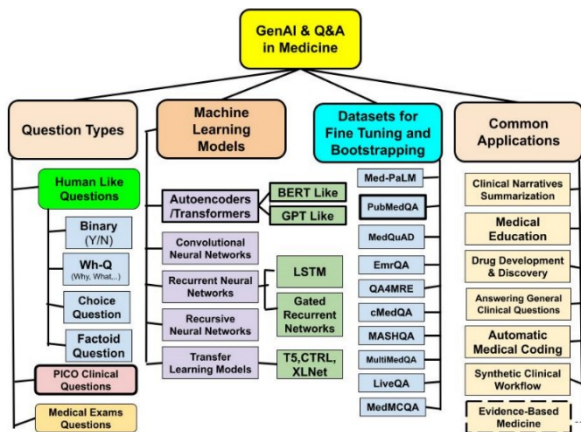 GenAI & Q&A
in Medicine
Question Types
Human Like
Questions
Binary
(Y/N)
Wh-Q
(Why, What,..)
Choice
Question
Factoid
Question
PICO Clinical
Questions
Medical Exams
Questions
Machine
Learning
Models
Autoencoders
/Transformers
BERT Like
GPT Like
Convolutional
Neural Networks
Recurrent Neural
Networks
LSTM
Gated
Recurrent
Networks
Recursive
Neural Networks
Transfer
Learning Models
T5,CTRL,
XLNet
Datasets for
Fine Tuning and
Bootstrapping
Med-PaLM
PubMedQA
MedQuAD
EmrQA
QA4MRE
cMedQA
MASHQA
MultiMedQA
LiveQA
MedMCQA
Common
Applications
Clinical Narratives
Summarization
Medical
Education
Drug Development
& Discovery
Answering General
Clinical Questions
Automatic
Medical Coding
Synthetic Clinical
Workflow
Evidence-Based
Medicine